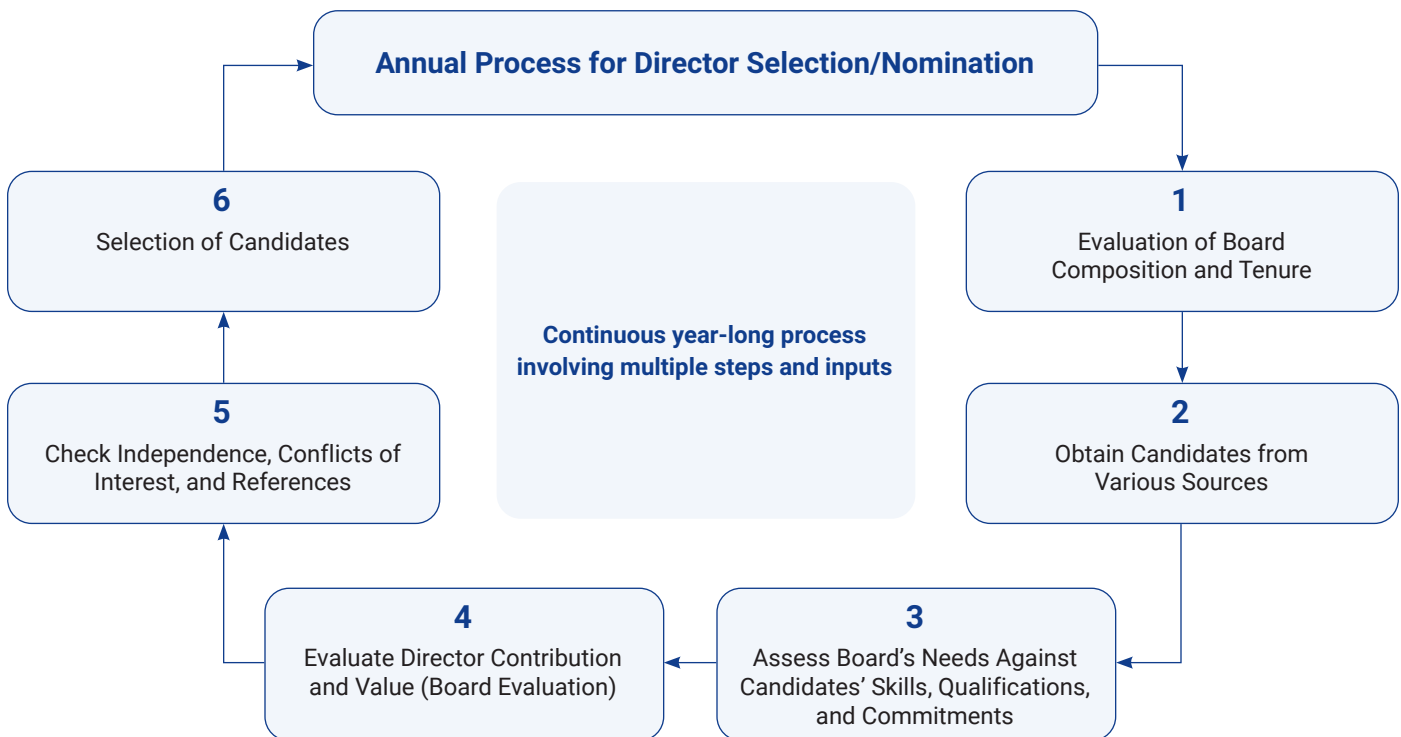 Annual Process for Director Selection/Nomination
1
Evaluation of Board
Composition and Tenure
2
Obtain Candidates from
Various Sources
3
Assess Board’s Needs Against
Candidates’ Skills, Qualifications,
and Commitments
4
Evaluate Director Contribution
and Value (Board Evaluation)
5
Check Independence, Conflicts of
Interest, and References
6
Selection of Candidates
Continuous year-long process
involving multiple steps and inputs